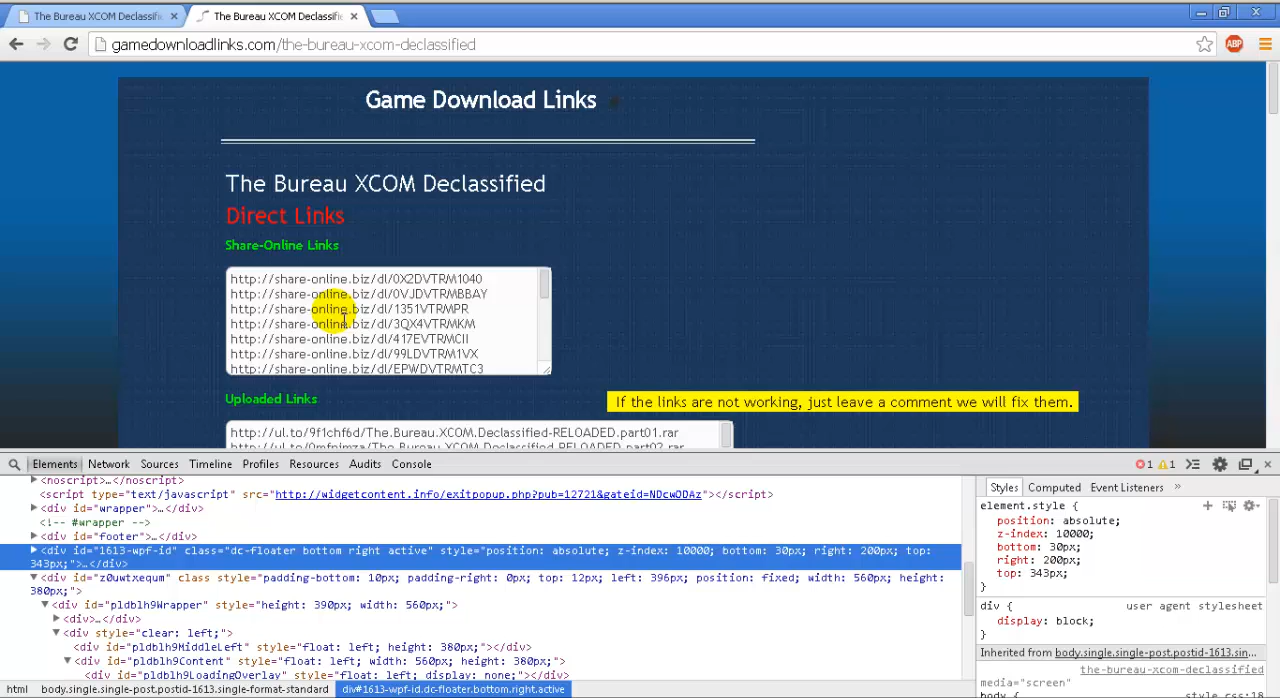 The Bureau XCOM Declassifi
The Bureau XCOM Declassifi
gamedownloadlinks.com/the-bureau-xcom-declassified
ABP
Game Download Links
The Bureau XCOM Declassified
Direct Links
Share-Online Links
http://share-online.biz/dl/0X2DVTRM1040
http://share-online.biz/dl/0VJDVTRMBBAY
http://share-online.biz/dl/1351VTRMPR
http://share-online.biz/dl/3QX4VTRMKM
http://share-online.biz/dl/417EVTRMCII
http://share-online.biz/dl/99LDVTRM1VX
http://share-online.biz/dl/EPWDVTRMTC3
Uploaded Links
If the links are not working, just leave a comment we will fix them.
http://ul.to/9f1chf6d/The.Bureau.XCOM.Declassified-RELOADED.part01.rar
Elements Network Sources Timeline Profiles Resources Audits Console
1 1
<noscript>…</noscript>
<script type="text/javascript" src="http://widgetcontent.info/exitpopup.php?pub=12721&gateid=NDcwODAz"></script>
<div id="wrapper">…</div>
<!-- #wrapper -->
<div id="footer">…</div>
<div id="1613-wpf-id" class="dc-floater bottom right active" style="position: absolute; z-index: 10000; bottom: 30px; right: 200px; top:
343px;">…</div>
<div id="z0uwtxequm" class style="padding-bottom: 10px; padding-right: 0px; top: 12px; left: 396px; position: fixed; width: 560px; height:
380px;">
<div id="pldblh9Wrapper" style="height: 390px; width: 560px;">
<div>…</div>
<div style="clear: left;">
<div id="pldblh9MiddleLeft" style="float: left; height: 380px;"></div>
<div id="pldblh9Content" style="float: left; width: 560px; height: 380px;">
<div id="pldblh9LoadingOverlay" style="float: left; display: none;"></div>
html body.single.single-post.postid-1613.single-format-standard div#1613-wpf-id.dc-floater.bottom.right.active
Styles Computed Event Listeners »
element.style {
position: absolute;
z-index: 10000;
bottom: 30px;
right: 200px;
top: 343px;
}
div { user agent stylesheet
display: block;
}
Inherited from body.single.single-post.postid-1613.sin…
the-bureau-xcom-declassified
media="screen"
body { style.css:18